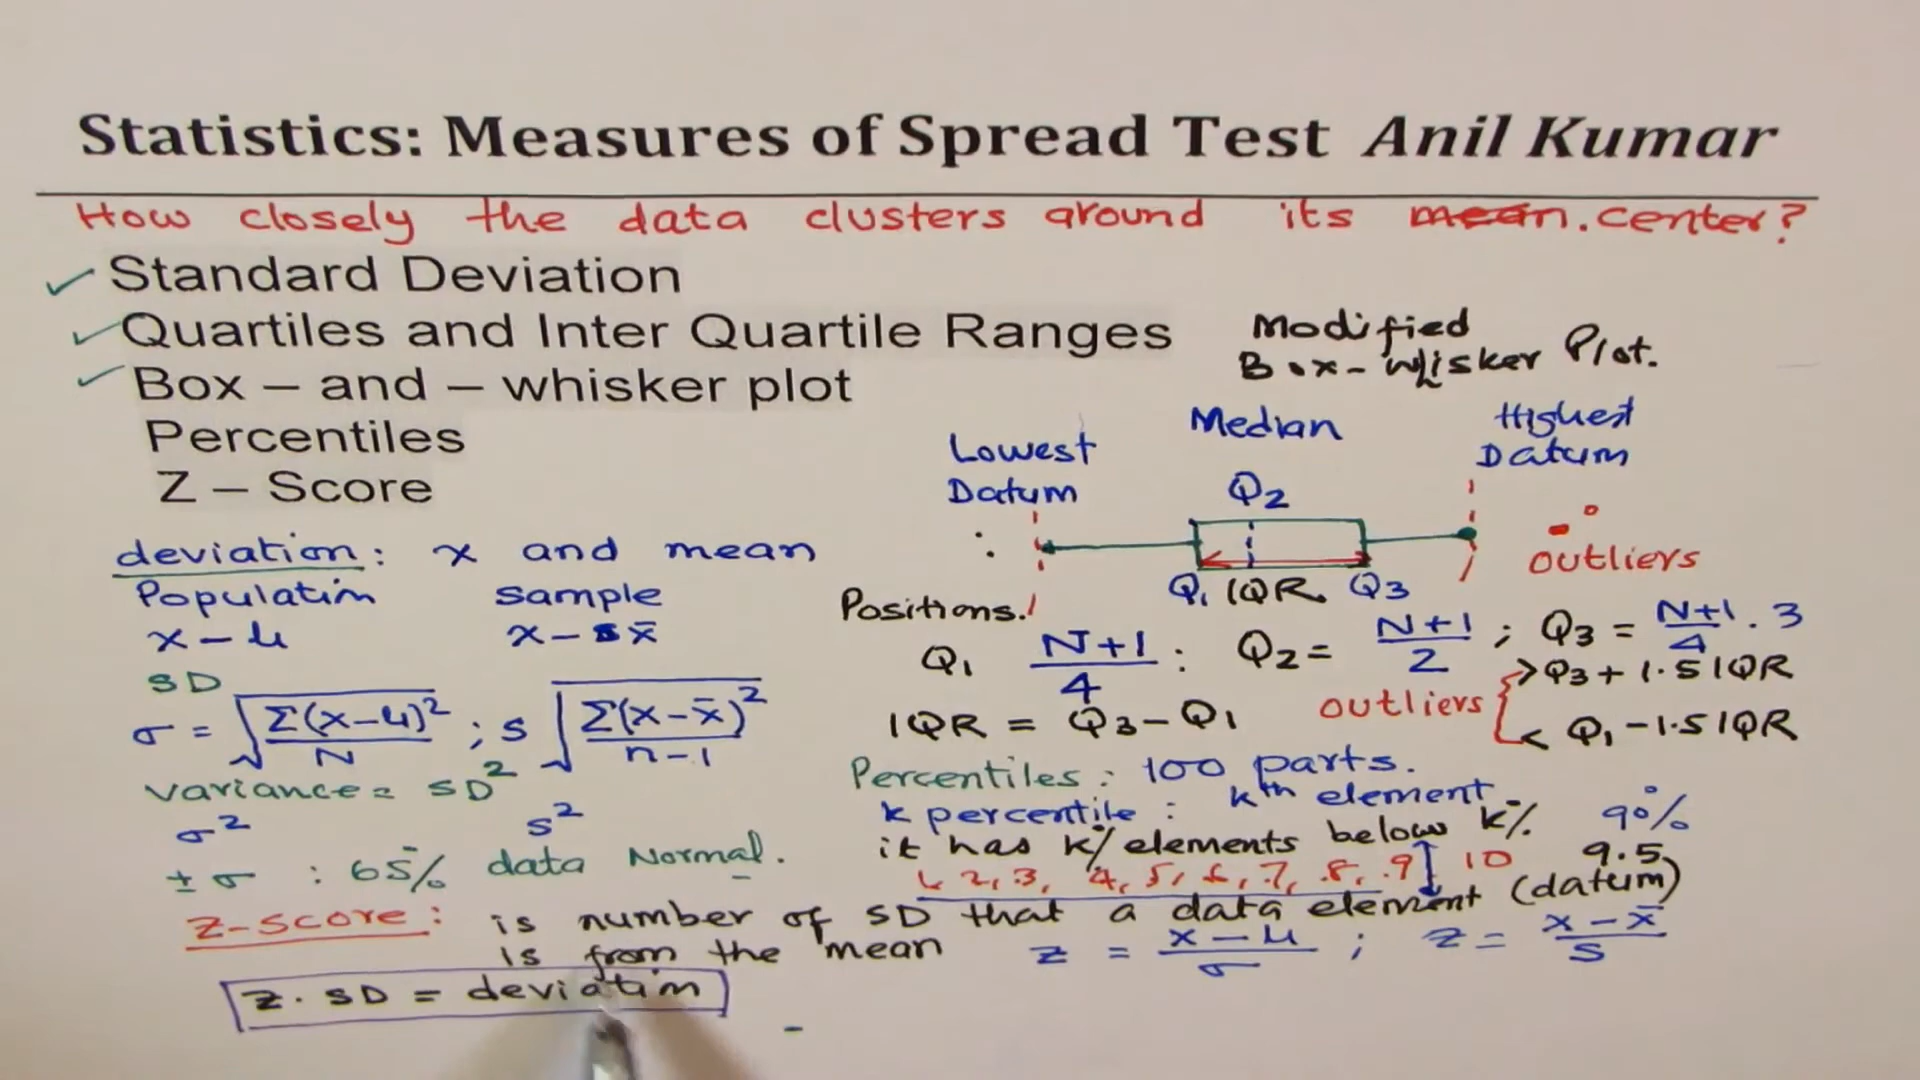 Statistics: Measures of Spread Test Anil Kumar
How closely the data clusters around its mean. center?
Standard Deviation
Quartiles and Inter Quartile Ranges
Box – and – whisker plot
Percentiles
Z – Score
Modified
Box-whisker Plot.
Lowest
Datum
Median
Q2
Highest
Datum
outliers
Q1 IQR Q3
deviation: x and mean
Population Sample
x - μ x - x̄
SD
σ = √(Σ(x-μ)² / N) ; s √(Σ(x-x̄)² / n-1)
variance = SD²
σ² s²
± σ : 65% data Normal.
Positions.
Q1 N+1/4 : Q2 = N+1/2 ; Q3 = N+1/4 . 3
IQR = Q3 - Q1
outliers > Q3 + 1.5 IQR
< Q1 - 1.5 IQR
Percentiles : 100 parts.
k percentile : kth element
it has k% elements below k%. 90%
1, 2, 3, 4, 5, 6, 7, 8, 9 10 9.5
Z-score: is number of SD that a data element (datum)
is from the mean z = x - μ / σ ; z = x - x̄ / s
z . SD = deviation